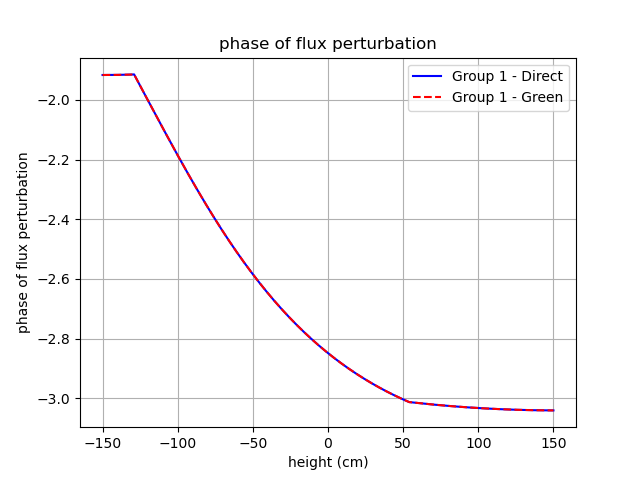 phase of flux perturbation
Group 1 - Direct
Group 1 - Green
phase of flux perturbation
−2.0
−2.2
−2.4
−2.6
−2.8
−3.0
−150
−100
−50
0
50
100
150
height (cm)